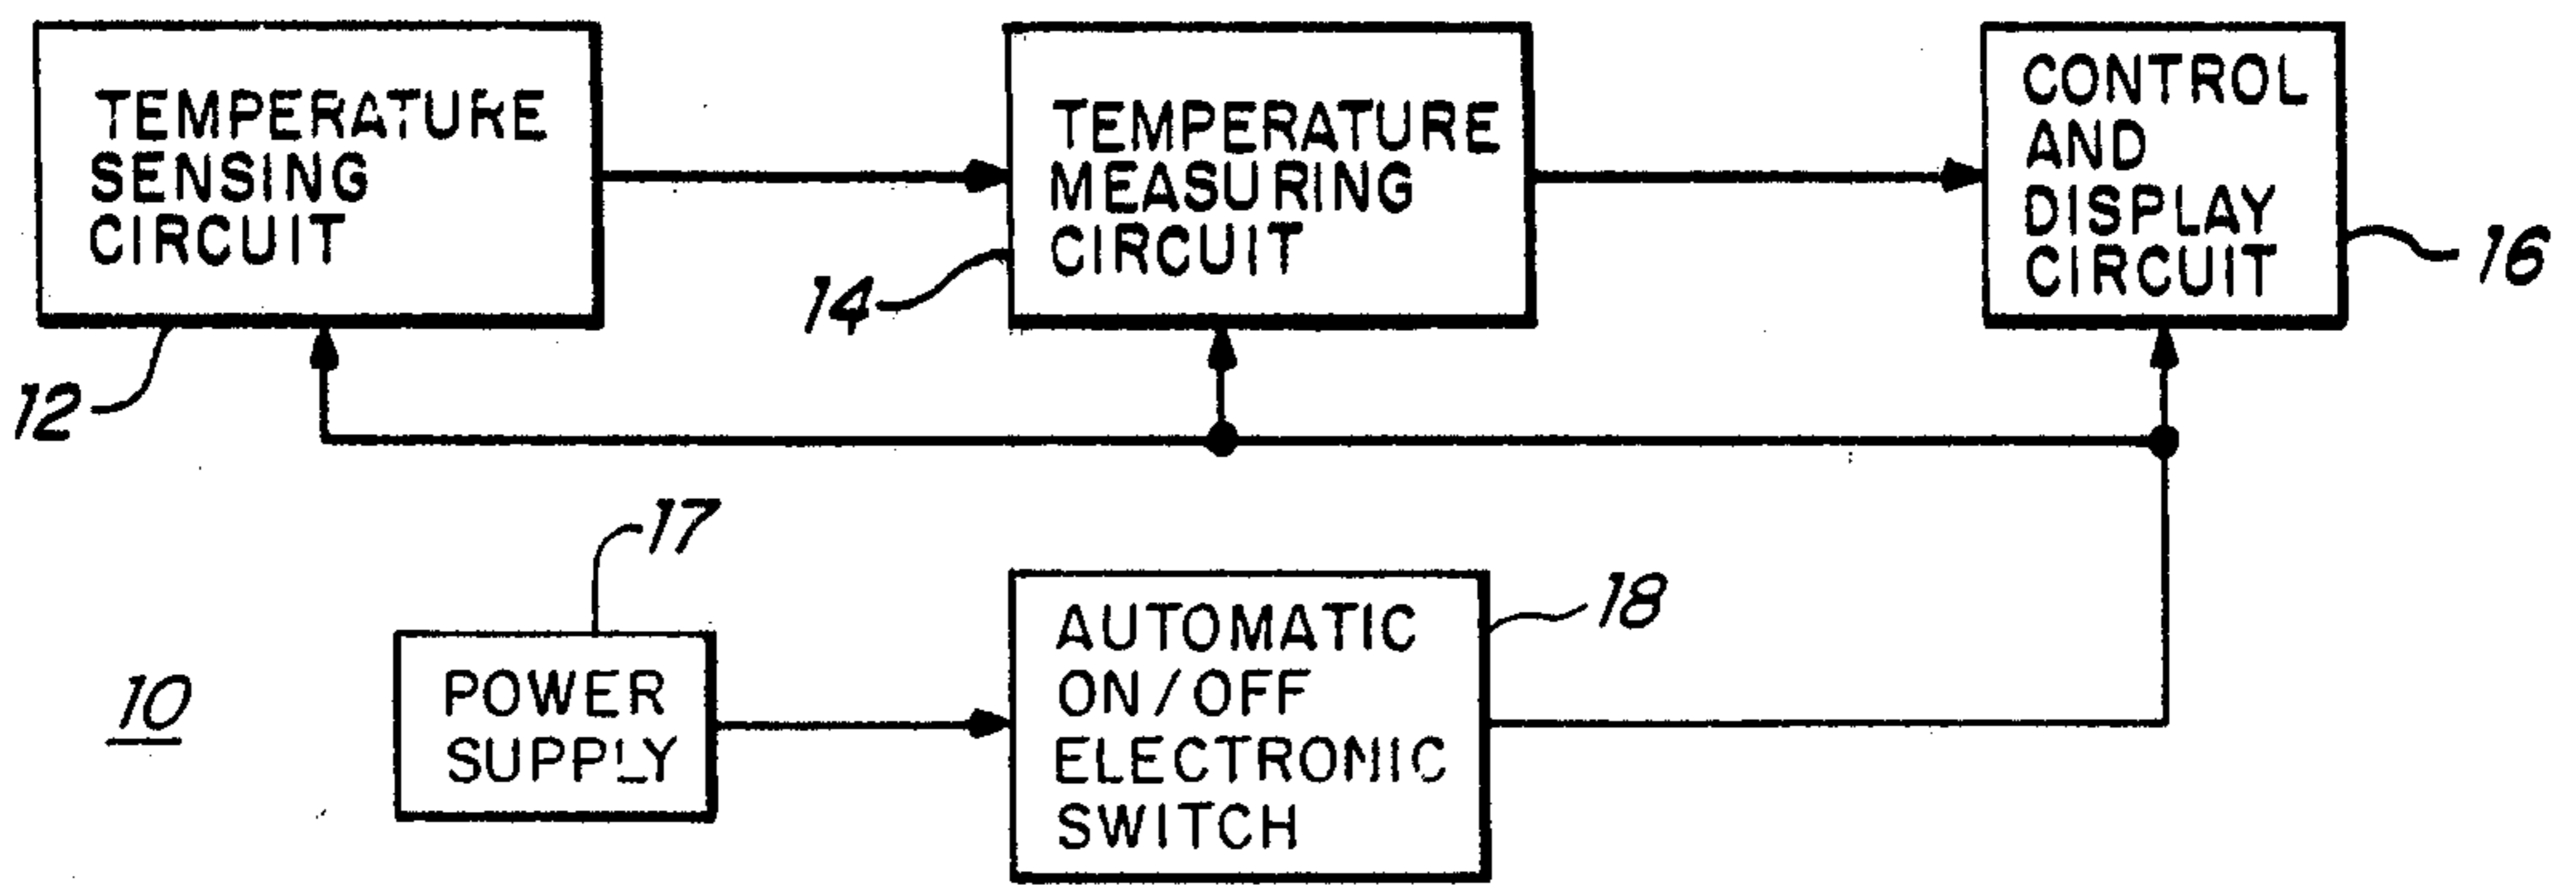 TEMPERATURE
SENSING
CIRCUIT
12
TEMPERATURE
MEASURING
CIRCUIT
14
CONTROL
AND
DISPLAY
CIRCUIT
16
17
POWER
SUPPLY
AUTOMATIC
ON/OFF
ELECTRONIC
SWITCH
18
10